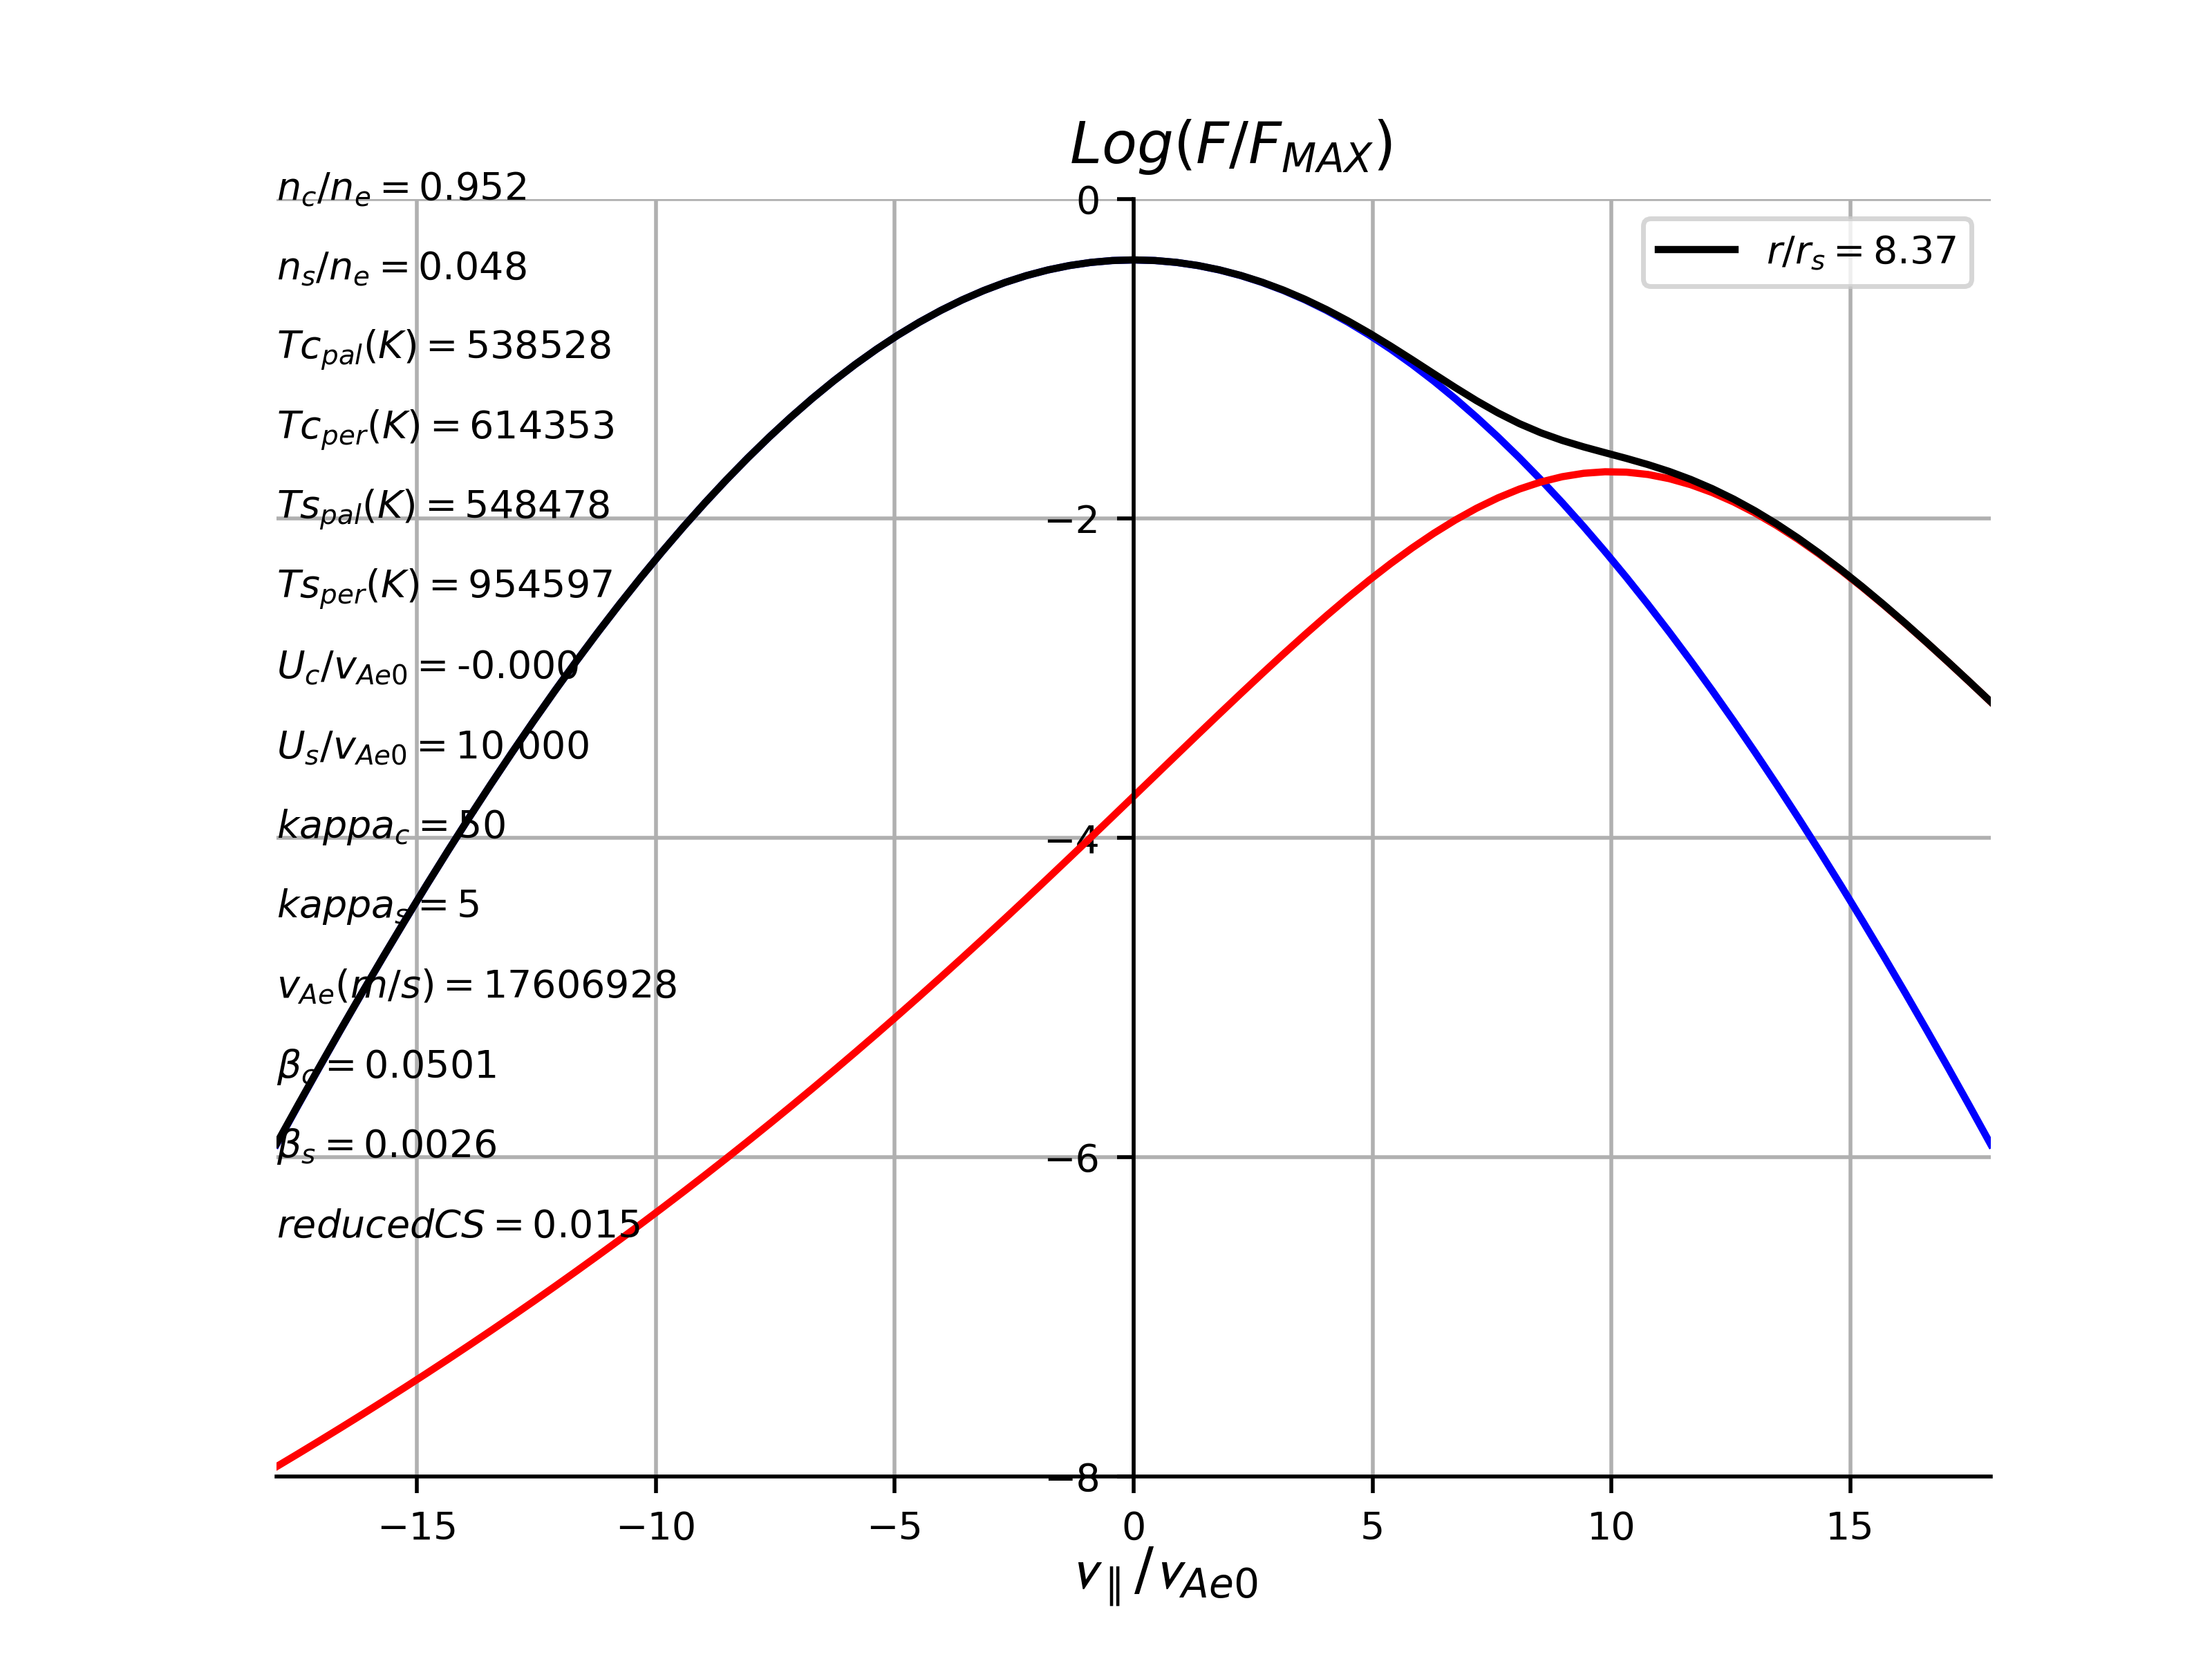 Log(F/F_MAX)
n_c/n_e = 0.952
n_s/n_e = 0.048
Tc_pal(K) = 538528
Tc_per(K) = 614353
Ts_pal(K) = 548478
Ts_per(K) = 954597
U_c/v_Ae0 = -0.000
U_s/v_Ae0 = 10.000
kappa_c = 50
kappa_s = 5
v_Ae(m/s) = 17606928
β_c = 0.0501
β_s = 0.0026
reducedCS = 0.015
r/r_s = 8.37
0
−2
−4
−6
−8
−15 −10 −5 0 5 10 15
v_∥/v_Ae0